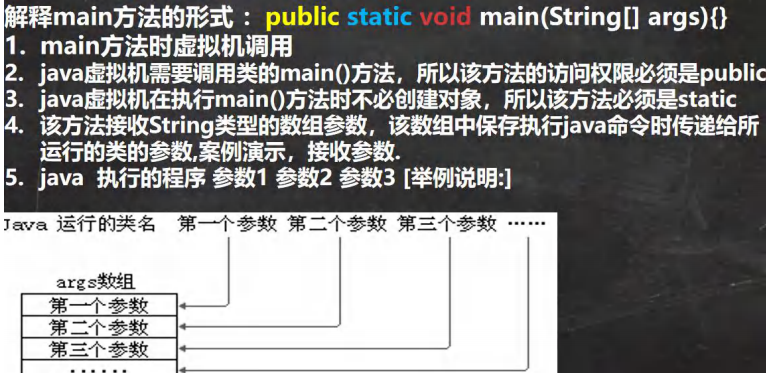 解释main方法的形式 : public static void main(String[] args){}
1. main方法时虚拟机调用
2. java虚拟机需要调用类的main()方法，所以该方法的访问权限必须是public
3. java虚拟机在执行main()方法时不必创建对象，所以该方法必须是static
4. 该方法接收String类型的数组参数，该数组中保存执行java命令时传递给所
运行的类的参数,案例演示，接收参数.
5. java 执行的程序 参数1 参数2 参数3 [举例说明:]
Java 运行的类名 第一个参数 第二个参数 第三个参数 ……
args数组
第一个参数
第二个参数
第三个参数
......